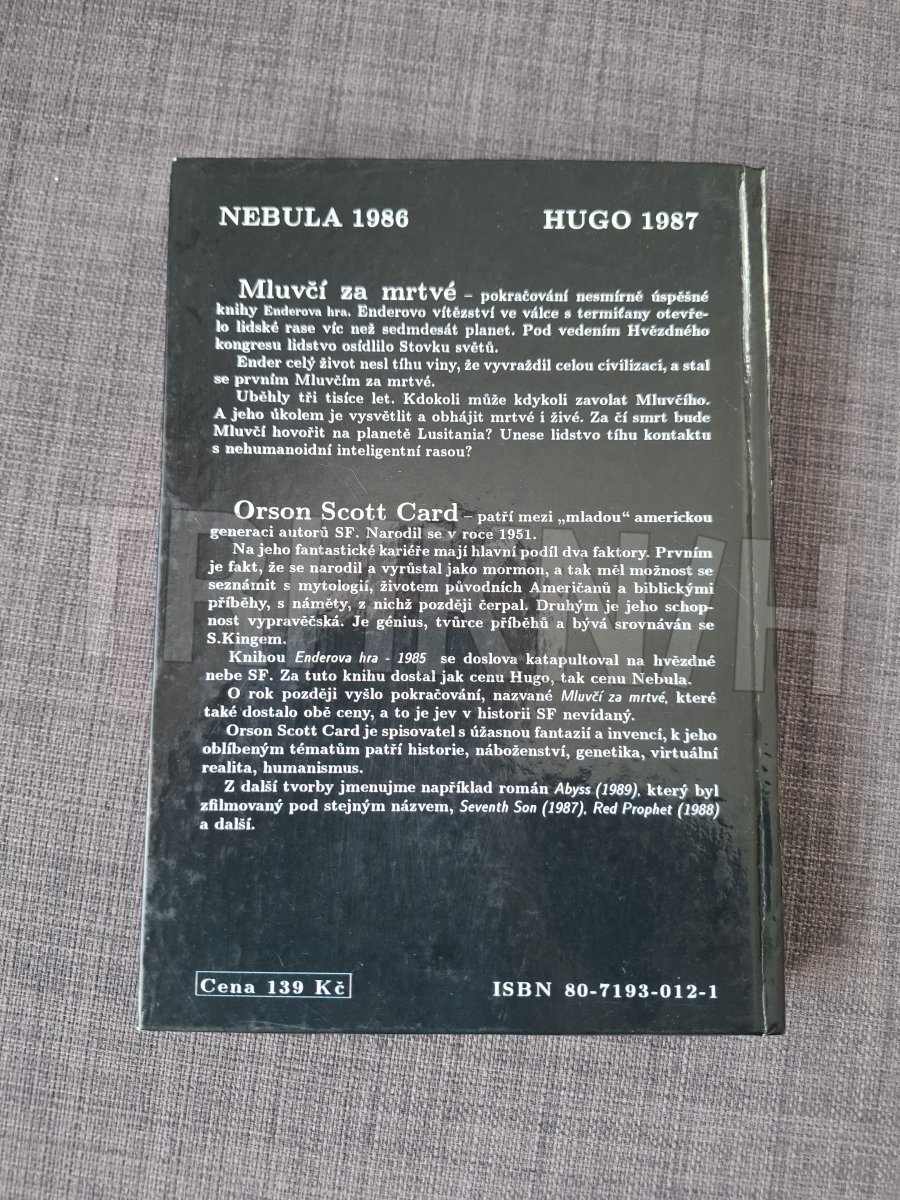 NEBULA 1986 HUGO 1987
Mluvčí za mrtvé – pokračování nesmírně úspěšné
knihy Enderova hra. Enderovo vítězství ve válce s termiťany otevře-
lo lidské rase víc než sedmdesát planet. Pod vedením Hvězdného
kongresu lidstvo osídlilo Stovku světů.
Ender celý život nesl tíhu viny, že vyvraždil celou civilizaci, a stal
se prvním Mluvčím za mrtvé.
Uběhly tři tisíce let. Kdokoli může kdykoli zavolat Mluvčího.
A jeho úkolem je vysvětlit a obhájit mrtvé i živé. Za čí smrt bude
Mluvčí hovořit na planetě Lusitania? Unese lidstvo tíhu kontaktu
s nehumanoidní inteligentní rasou?
Orson Scott Card – patří mezi „mladou“ americkou
generaci autorů SF. Narodil se v roce 1951.
Na jeho fantastické kariéře mají hlavní podíl dva faktory. Prvním
je fakt, že se narodil a vyrůstal jako mormon, a tak měl možnost se
seznámit s mytologií, životem původních Američanů a biblickými
příběhy, s náměty, z nichž později čerpal. Druhým je jeho schop-
nost vypravěčská. Je génius, tvůrce příběhů a bývá srovnáván se
S.Kingem.
Knihou Enderova hra - 1985 se doslova katapultoval na hvězdné
nebe SF. Za tuto knihu dostal jak cenu Hugo, tak cenu Nebula.
O rok později vyšlo pokračování, nazvané Mluvčí za mrtvé, které
také dostalo obě ceny, a to je jev v historii SF nevídaný.
Orson Scott Card je spisovatel s úžasnou fantazií a invencí, k jeho
oblíbeným tématům patří historie, náboženství, genetika, virtuální
realita, humanismus.
Z další tvorby jmenujme například román Abyss (1989), který byl
zfilmovaný pod stejným názvem, Seventh Son (1987), Red Prophet (1988)
a další.
Cena 139 Kč ISBN 80-7193-012-1